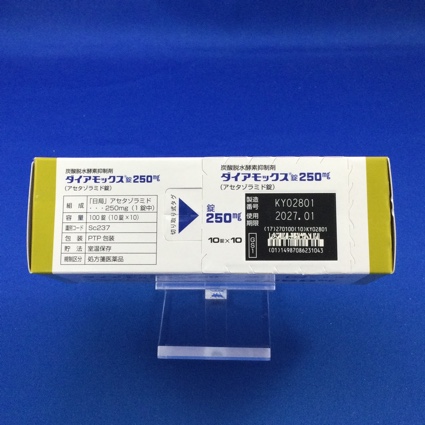 炭酸脱水酵素抑制剤
ダイアモックス錠250mg
(アセタゾラミド錠)
組成 「日局」アセタゾラミド
・・・250mg(1錠中)
容量 100錠(10錠×10)
識別コード Sc237
包装 PTP包装
貯法 室温保存
規制区分 処方箋医薬品
切り取り式タグ
炭酸脱水酵素抑制剤
ダイアモックス錠250mg
(アセタゾラミド錠)
錠
250mg
10錠×10
製造番号 KY02801
使用期限 2027.01
(17)270100(10)KY02801
(01)14987086231043